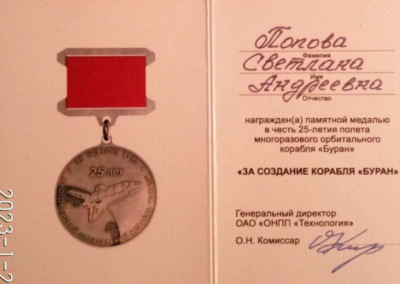 Попова
Фамилия
Светлана
Имя
Андреевна
Отчество
награжден(а) памятной медалью
в честь 25-летия полета
многоразового орбитального
корабля «Буран»
«ЗА СОЗДАНИЕ КОРАБЛЯ «БУРАН»
Генеральный директор
ОАО «ОНПП «Технология»
О.Н. Комиссар
25 лет
2023-1-2